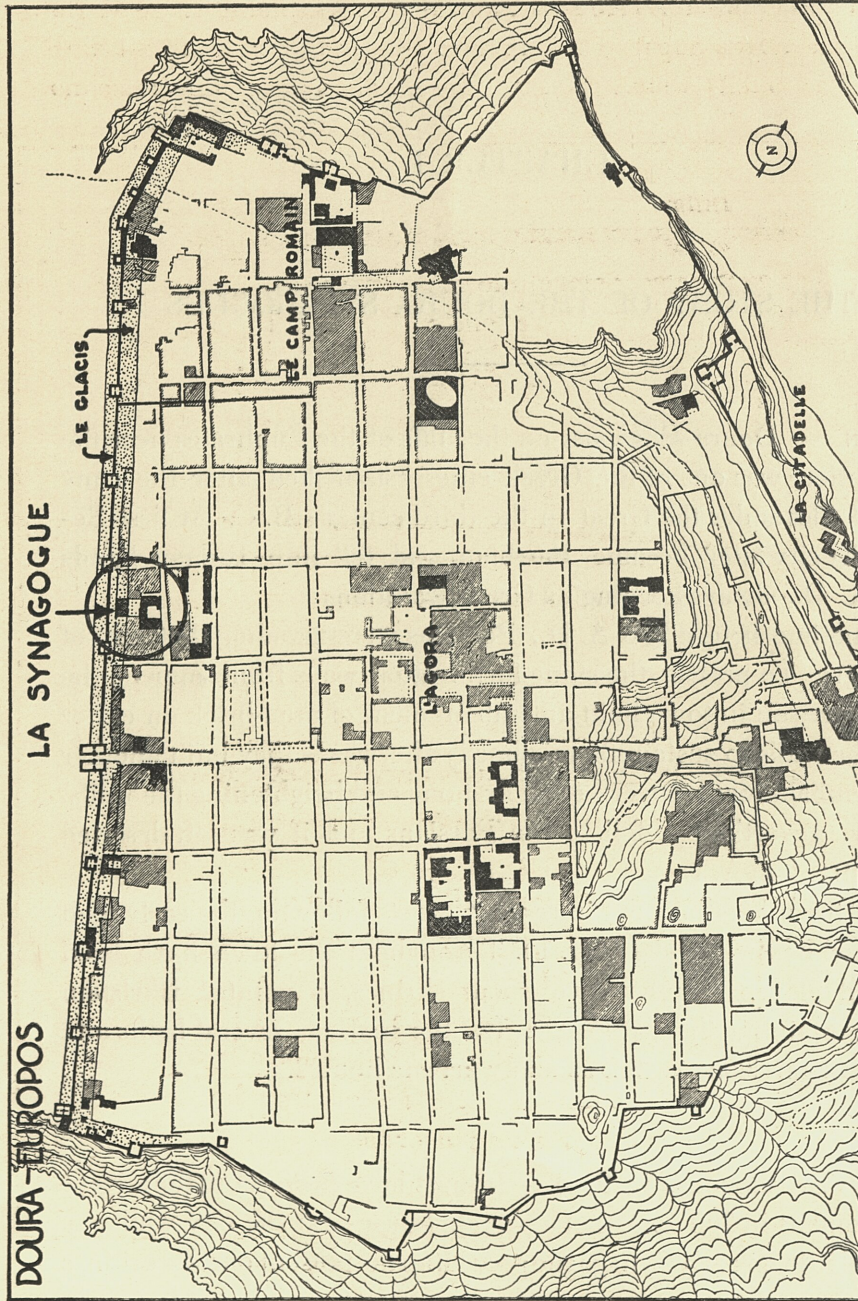 DOURA-EUROPOS
LA SYNAGOGUE
LE GLACIS
LE CAMP ROMAIN
L'AGORA
LA CITADELLE
N